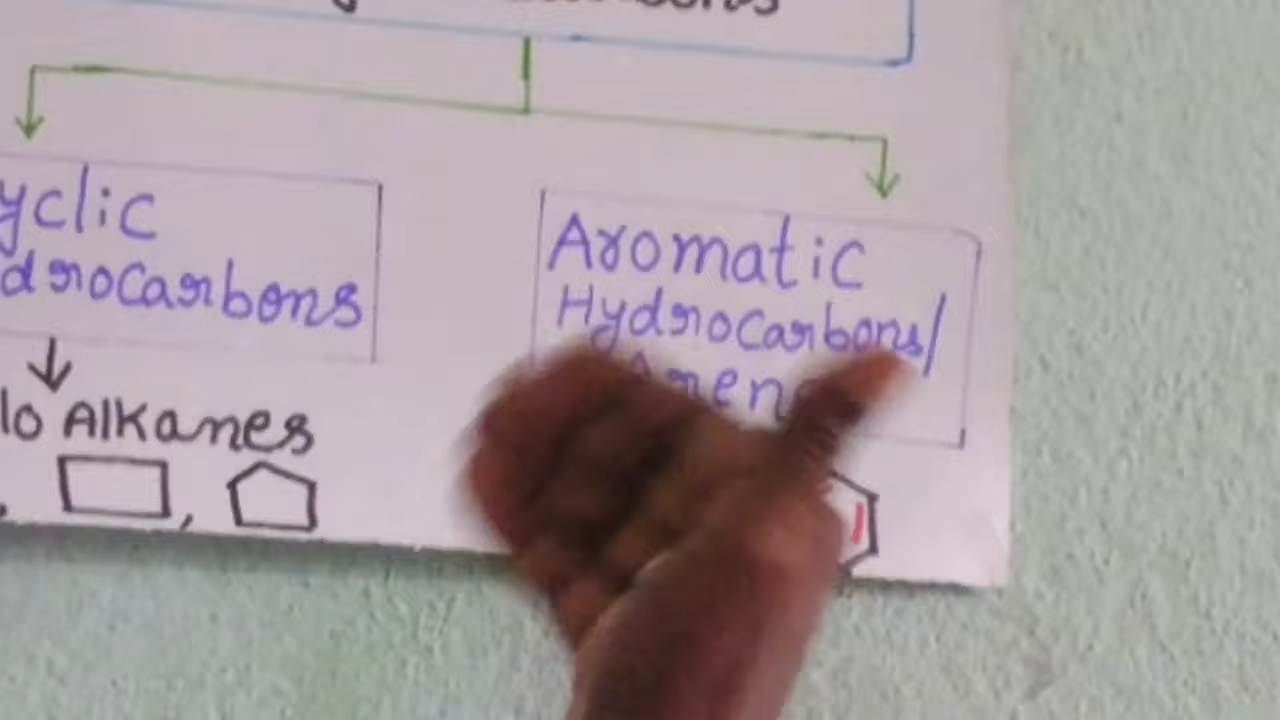 yclic
drocarbons
lo Alkanes
Aromatic
Hydrocarbons/